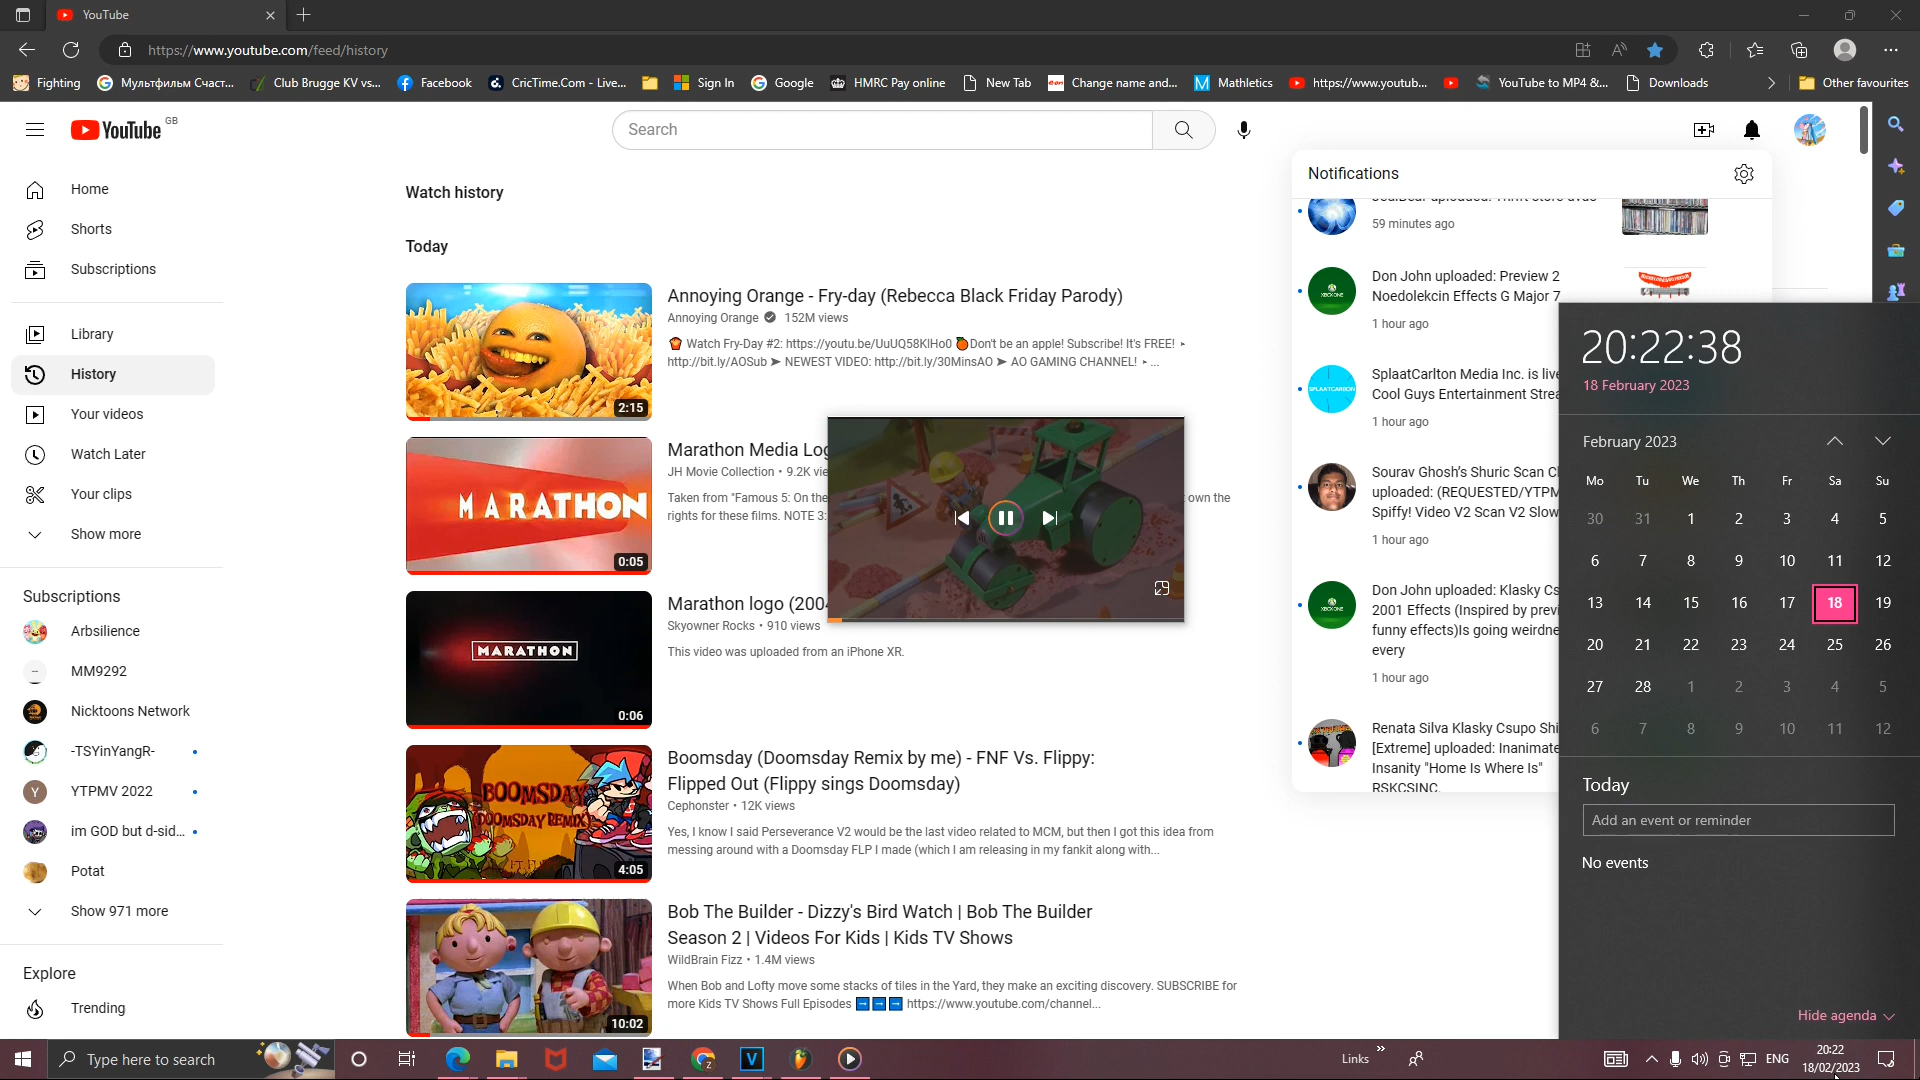 YouTube
https://www.youtube.com/feed/history
Fighting
Мультфильм Счаст...
Club Brugge KV vs...
Facebook
CricTime.Com - Live...
Sign In
Google
HMRC Pay online
New Tab
Change name and...
Mathletics
https://www.youtub...
YouTube to MP4 &...
Downloads
Other favourites
YouTube GB
Search
Home
Shorts
Subscriptions
Library
History
Your videos
Watch Later
Your clips
Show more
Subscriptions
Arbsilience
MM9292
Nicktoons Network
-TSYinYangR-
YTPMV 2022
im GOD but d-sid...
Potat
Show 971 more
Explore
Trending
Watch history
Today
2:15
Annoying Orange - Fry-day (Rebecca Black Friday Parody)
Annoying Orange 152M views
Watch Fry-Day #2: https://youtu.be/UuUQ58KIHo0 Don't be an apple! Subscribe! It's FREE! ‣
http://bit.ly/AOSub ➤ NEWEST VIDEO: http://bit.ly/30MinsAO ➤ AO GAMING CHANNEL! ‣ ...
MARATHON
0:05
Marathon Media Log
JH Movie Collection • 9.2K vie
Taken from "Famous 5: On the
own the
rights for these films. NOTE 3:
MARATHON
0:06
Marathon logo (2004
Skyowner Rocks • 910 views
This video was uploaded from an iPhone XR.
BOOMSDAY
DOOMSDAY REMIX
4:05
Boomsday (Doomsday Remix by me) - FNF Vs. Flippy:
Flipped Out (Flippy sings Doomsday)
Cephonster • 12K views
Yes, I know I said Perseverance V2 would be the last video related to MCM, but then I got this idea from
messing around with a Doomsday FLP I made (which I am releasing in my fankit along with...
10:02
Bob The Builder - Dizzy's Bird Watch | Bob The Builder
Season 2 | Videos For Kids | Kids TV Shows
WildBrain Fizz • 1.4M views
When Bob and Lofty move some stacks of tiles in the Yard, they make an exciting discovery. SUBSCRIBE for
more Kids TV Shows Full Episodes ➡➡➡ https://www.youtube.com/channel...
Notifications
59 minutes ago
XBOX ONE
Don John uploaded: Preview 2
Noedolekcin Effects G Major 7
1 hour ago
SPLAATCARLTON
SplaatCarlton Media Inc. is live
Cool Guys Entertainment Strea
1 hour ago
Sourav Ghosh's Shuric Scan C
uploaded: (REQUESTED/YTPM
Spiffy! Video V2 Scan V2 Slow
1 hour ago
XBOX ONE
Don John uploaded: Klasky Cs
2001 Effects (Inspired by previ
funny effects)Is going weirdne
every
1 hour ago
Renata Silva Klasky Csupo Shi
[Extreme] uploaded: Inanimate
Insanity "Home Is Where Is"
RSKCSINC.
20:22:38
18 February 2023
February 2023
Mo Tu We Th Fr Sa Su
30 31 1 2 3 4 5
6 7 8 9 10 11 12
13 14 15 16 17 18 19
20 21 22 23 24 25 26
27 28 1 2 3 4 5
6 7 8 9 10 11 12
Today
Add an event or reminder
No events
Hide agenda
Type here to search
Links
ENG
20:22
18/02/2023